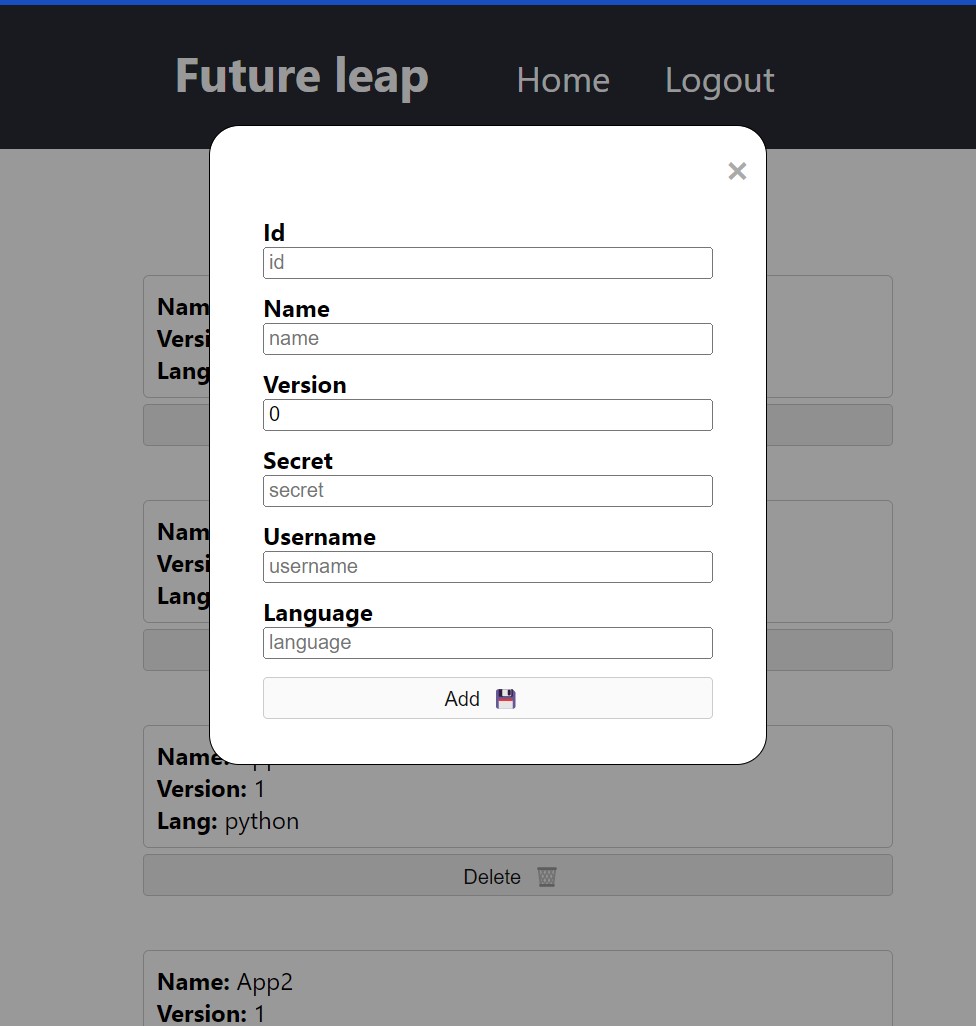 Future leap Home Logout
×
Id
id
Name
name
Version
0
Secret
secret
Username
username
Language
language
Add
Nam
Versi
Lang
Nam
Versi
Lang
Name:
Version: 1
Lang: python
Delete
Name: App2
Version: 1